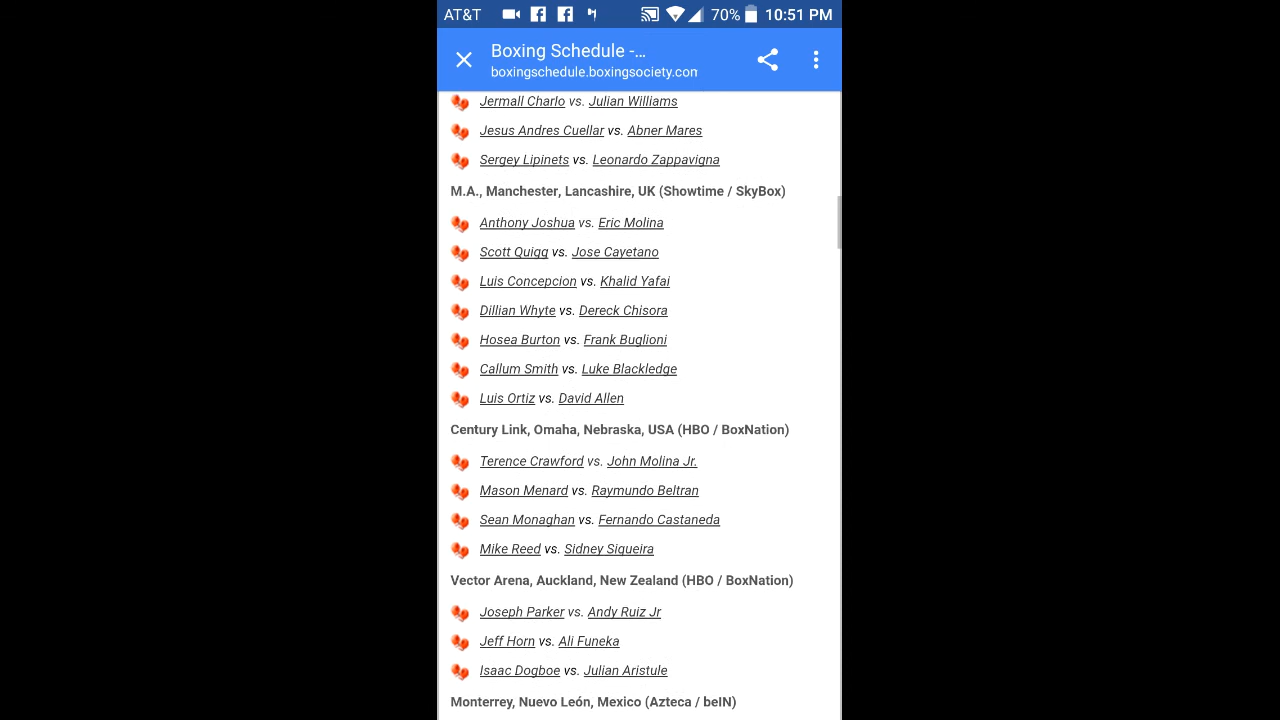 AT&T 70% 10:51 PM
Boxing Schedule -...
boxingschedule.boxingsociety.com
Jermall Charlo vs. Julian Williams
Jesus Andres Cuellar vs. Abner Mares
Sergey Lipinets vs. Leonardo Zappavigna
M.A., Manchester, Lancashire, UK (Showtime / SkyBox)
Anthony Joshua vs. Eric Molina
Scott Quigg vs. Jose Cayetano
Luis Concepcion vs. Khalid Yafai
Dillian Whyte vs. Dereck Chisora
Hosea Burton vs. Frank Buglioni
Callum Smith vs. Luke Blackledge
Luis Ortiz vs. David Allen
Century Link, Omaha, Nebraska, USA (HBO / BoxNation)
Terence Crawford vs. John Molina Jr.
Mason Menard vs. Raymundo Beltran
Sean Monaghan vs. Fernando Castaneda
Mike Reed vs. Sidney Siqueira
Vector Arena, Auckland, New Zealand (HBO / BoxNation)
Joseph Parker vs. Andy Ruiz Jr
Jeff Horn vs. Ali Funeka
Isaac Dogboe vs. Julian Aristule
Monterrey, Nuevo León, Mexico (Azteca / beIN)